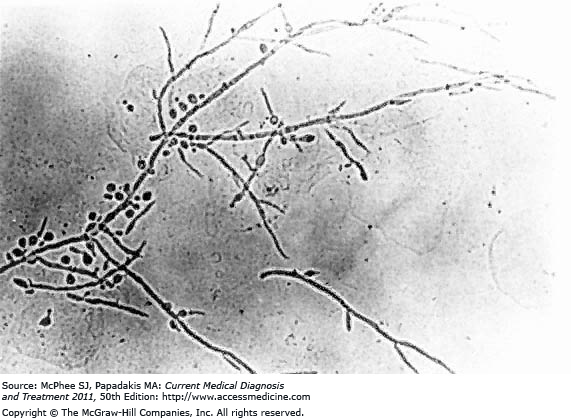 Source: McPhee SJ, Papadakis MA: Current Medical Diagnosis
and Treatment 2011, 50th Edition: http://www.accessmedicine.com
Copyright © The McGraw-Hill Companies, Inc. All rights reserved.